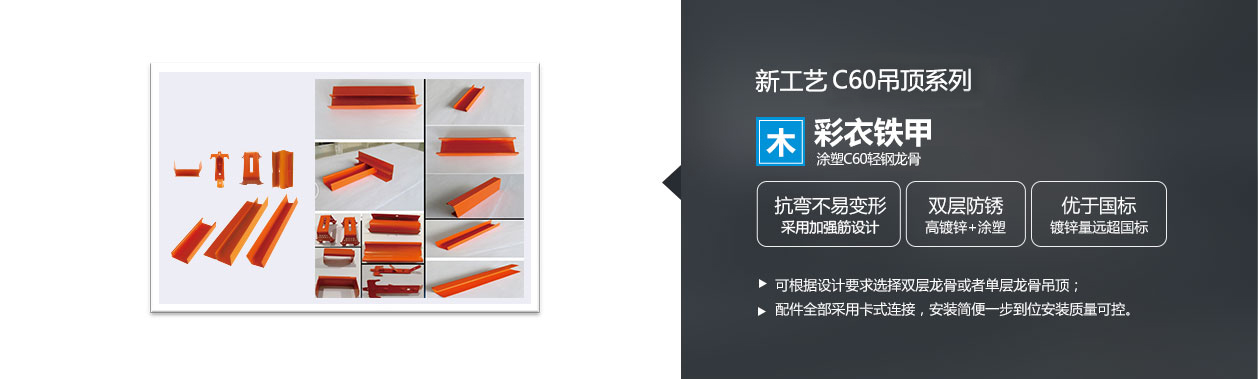 新工艺 C60吊顶系列
木
彩衣铁甲
涂塑C60轻钢龙骨
抗弯不易变形
采用加强筋设计
双层防锈
高镀锌+涂塑
优于国标
镀锌量远超国标
▶ 可根据设计要求选择双层龙骨或者单层龙骨吊顶；
▶ 配件全部采用卡式连接，安装简便一步到位安装质量可控。